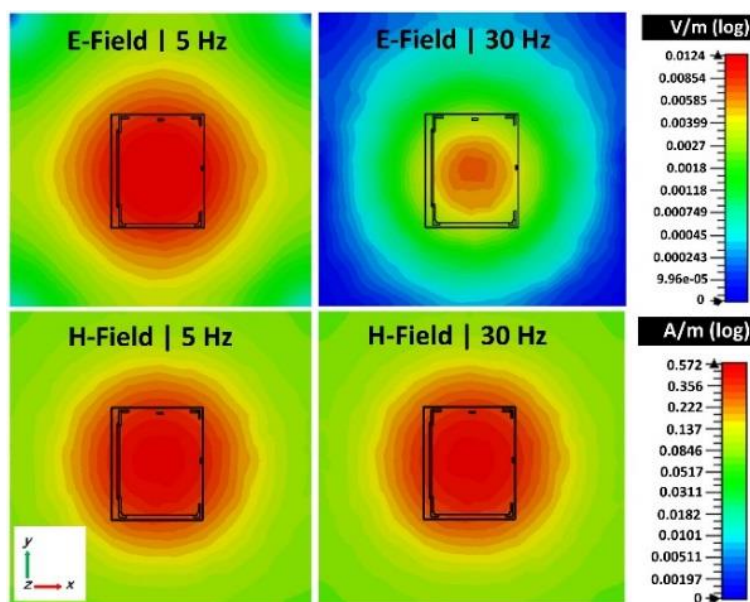 E-Field | 5 Hz
E-Field | 30 Hz
V/m (log)
0.0124
0.00854
0.00585
0.00399
0.0027
0.0018
0.00118
0.000749
0.00045
0.000243
9.96e-05
0
H-Field | 5 Hz
H-Field | 30 Hz
A/m (log)
0.572
0.356
0.222
0.137
0.0846
0.0517
0.0311
0.0182
0.0101
0.00511
0.00197
0
y
z
x